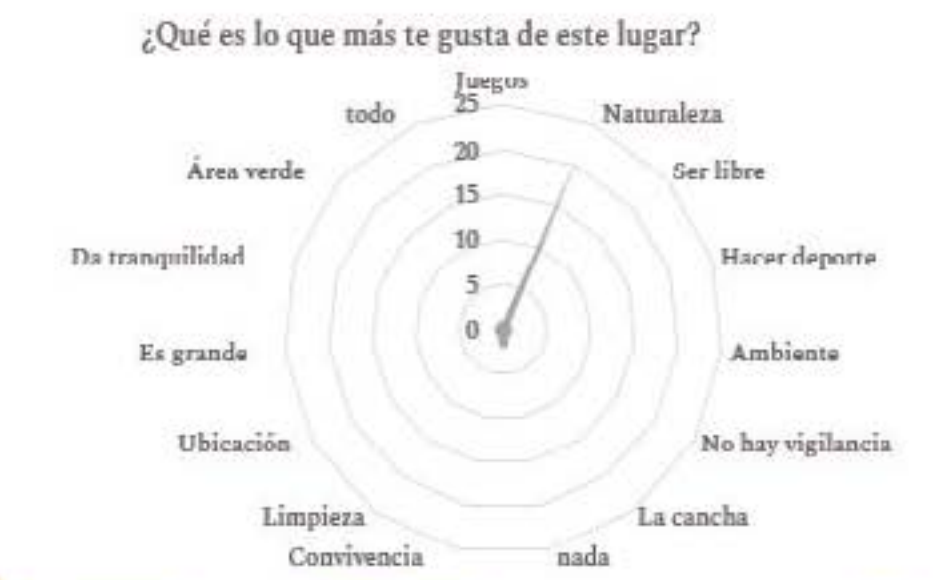 ¿Qué es lo que más te gusta de este lugar?
Juegos
25
todo
Naturaleza
20
Área verde
Ser libre
15
10
Da tranquilidad
Hacer deporte
5
0
Es grande
Ambiente
Ubicación
No hay vigilancia
Limpieza
La cancha
Convivencia
nada